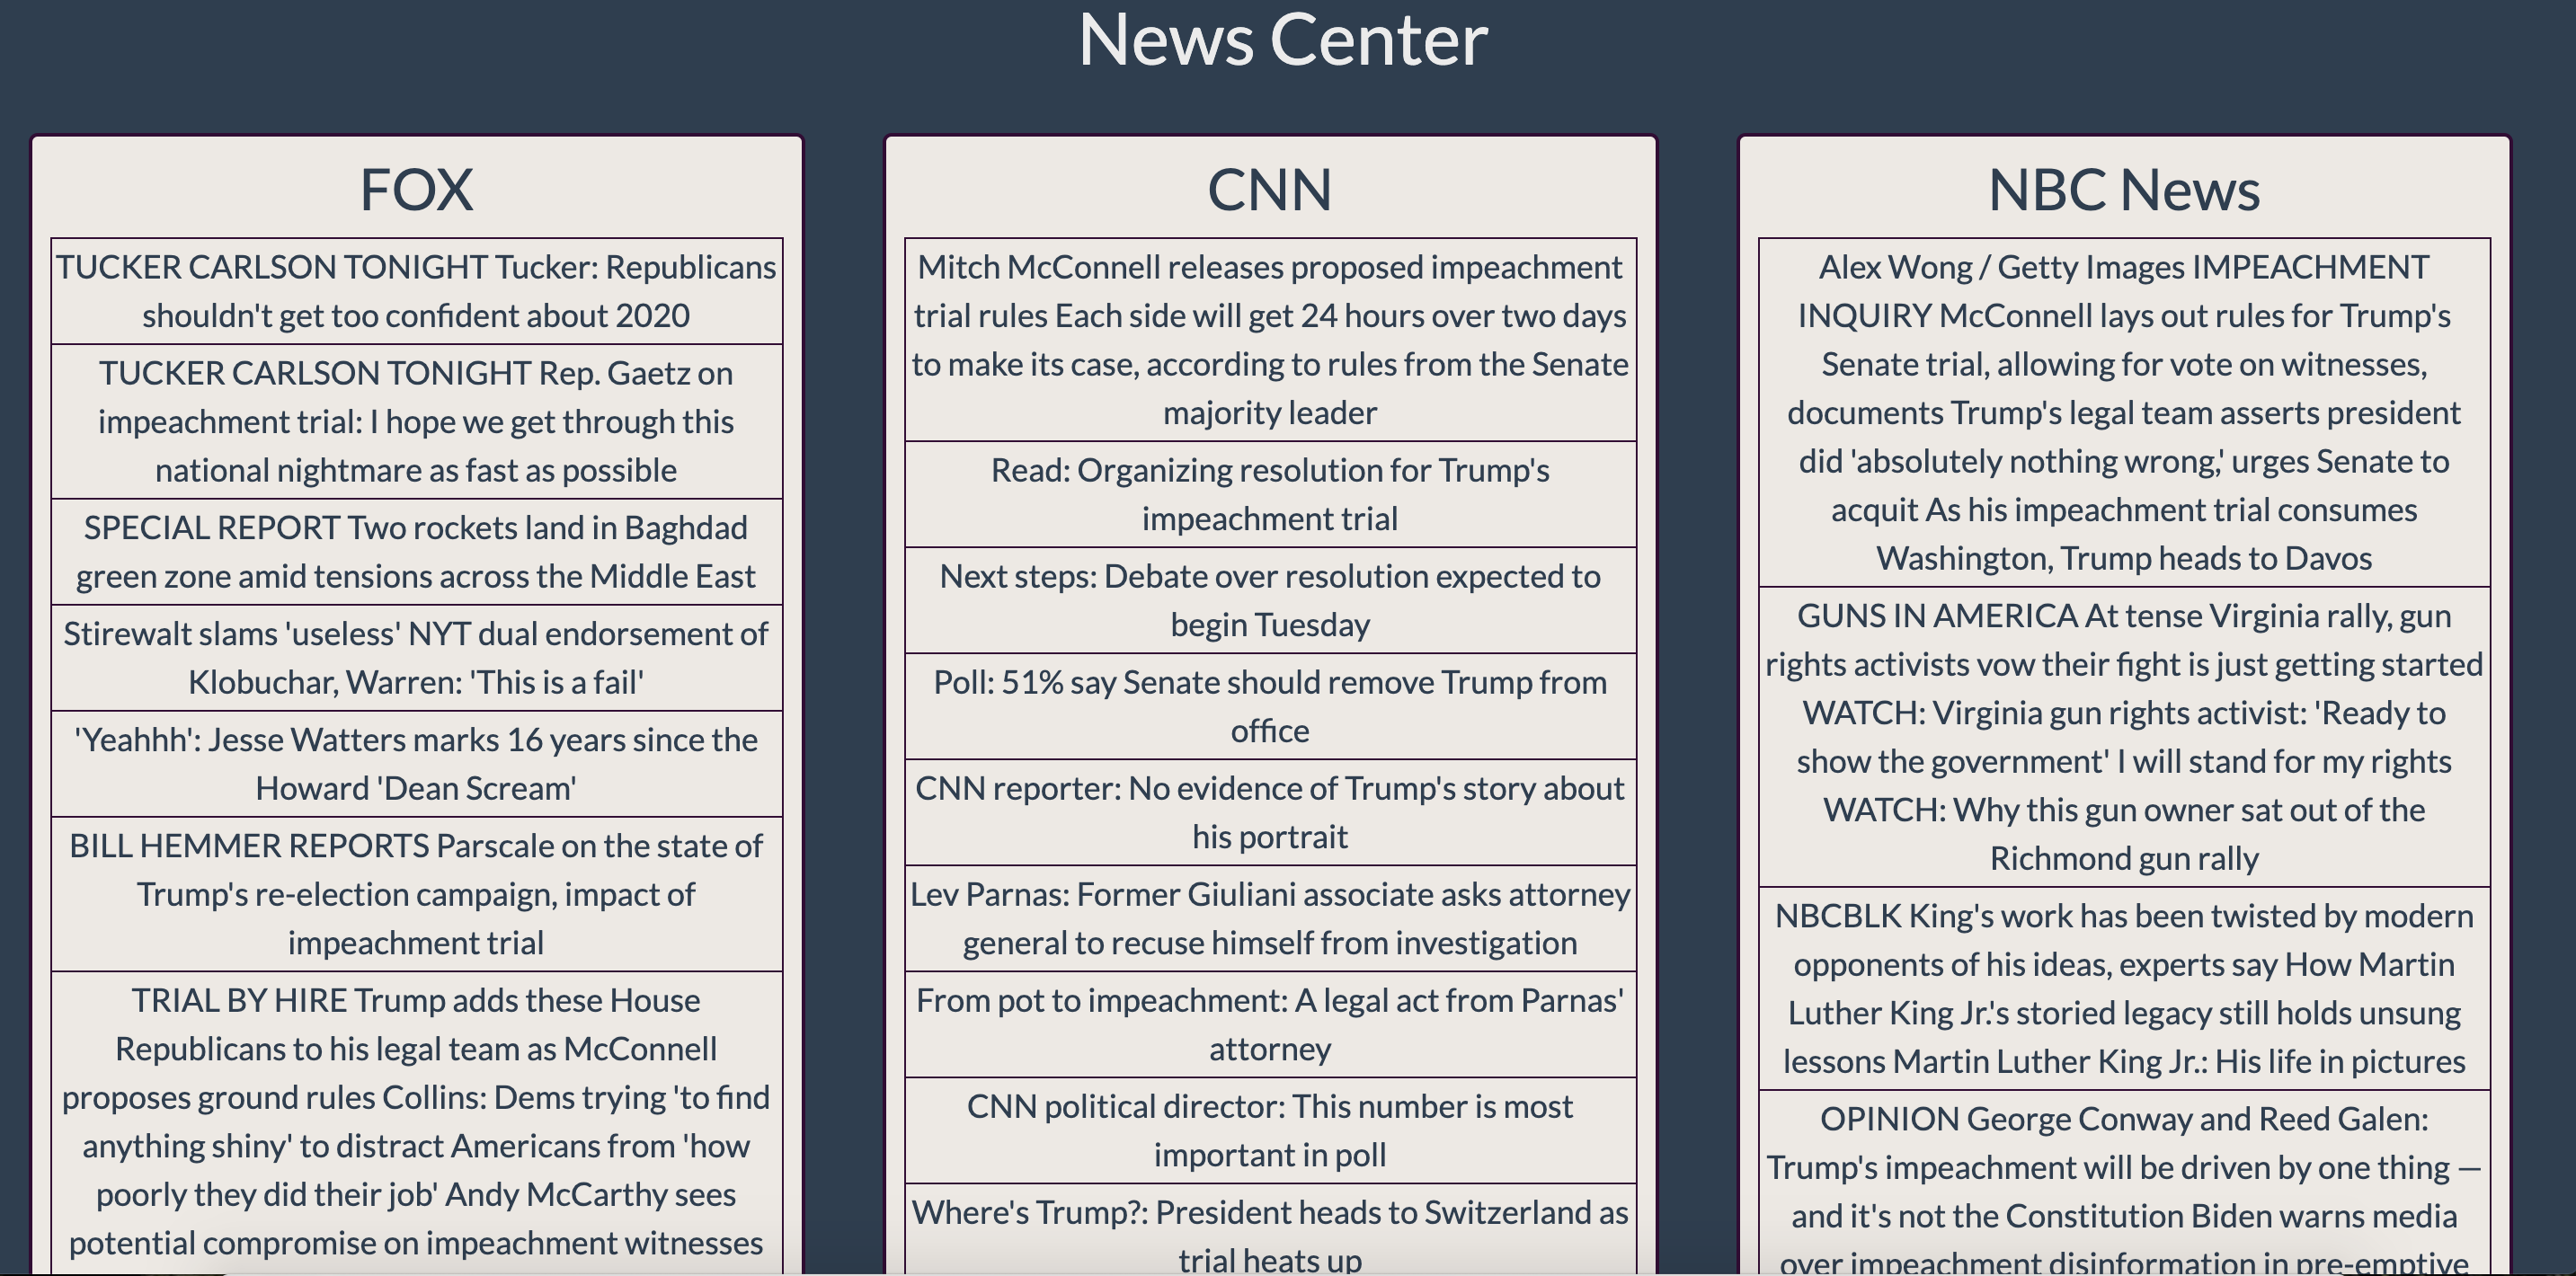 News Center
FOX
TUCKER CARLSON TONIGHT Tucker: Republicans
shouldn't get too confident about 2020
TUCKER CARLSON TONIGHT Rep. Gaetz on
impeachment trial: I hope we get through this
national nightmare as fast as possible
SPECIAL REPORT Two rockets land in Baghdad
green zone amid tensions across the Middle East
Stirewalt slams 'useless' NYT dual endorsement of
Klobuchar, Warren: 'This is a fail'
'Yeahhh': Jesse Watters marks 16 years since the
Howard 'Dean Scream'
BILL HEMMER REPORTS Parscale on the state of
Trump's re-election campaign, impact of
impeachment trial
TRIAL BY HIRE Trump adds these House
Republicans to his legal team as McConnell
proposes ground rules Collins: Dems trying 'to find
anything shiny' to distract Americans from 'how
poorly they did their job' Andy McCarthy sees
potential compromise on impeachment witnesses
CNN
Mitch McConnell releases proposed impeachment
trial rules Each side will get 24 hours over two days
to make its case, according to rules from the Senate
majority leader
Read: Organizing resolution for Trump's
impeachment trial
Next steps: Debate over resolution expected to
begin Tuesday
Poll: 51% say Senate should remove Trump from
office
CNN reporter: No evidence of Trump's story about
his portrait
Lev Parnas: Former Giuliani associate asks attorney
general to recuse himself from investigation
From pot to impeachment: A legal act from Parnas'
attorney
CNN political director: This number is most
important in poll
Where's Trump?: President heads to Switzerland as
trial heats up
NBC News
Alex Wong / Getty Images IMPEACHMENT
INQUIRY McConnell lays out rules for Trump's
Senate trial, allowing for vote on witnesses,
documents Trump's legal team asserts president
did 'absolutely nothing wrong,' urges Senate to
acquit As his impeachment trial consumes
Washington, Trump heads to Davos
GUNS IN AMERICA At tense Virginia rally, gun
rights activists vow their fight is just getting started
WATCH: Virginia gun rights activist: 'Ready to
show the government' I will stand for my rights
WATCH: Why this gun owner sat out of the
Richmond gun rally
NBCBLK King's work has been twisted by modern
opponents of his ideas, experts say How Martin
Luther King Jr.'s storied legacy still holds unsung
lessons Martin Luther King Jr.: His life in pictures
OPINION George Conway and Reed Galen:
Trump's impeachment will be driven by one thing —
and it's not the Constitution Biden warns media
over impeachment disinformation in pre-emptive